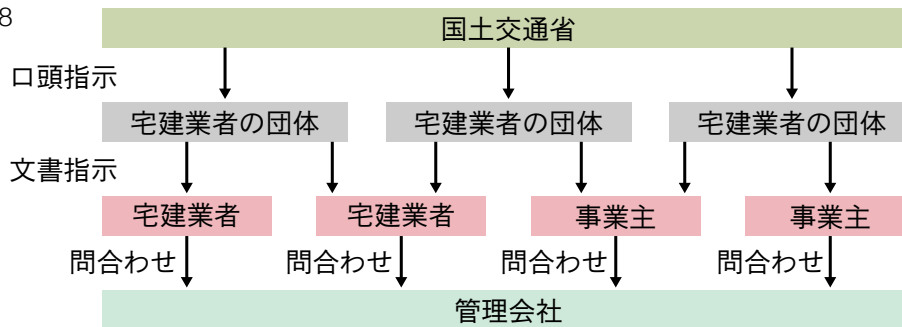 8
国土交通省
口頭指示
宅建業者の団体 宅建業者の団体 宅建業者の団体
文書指示
宅建業者 宅建業者 事業主 事業主
問合わせ 問合わせ 問合わせ 問合わせ
管理会社